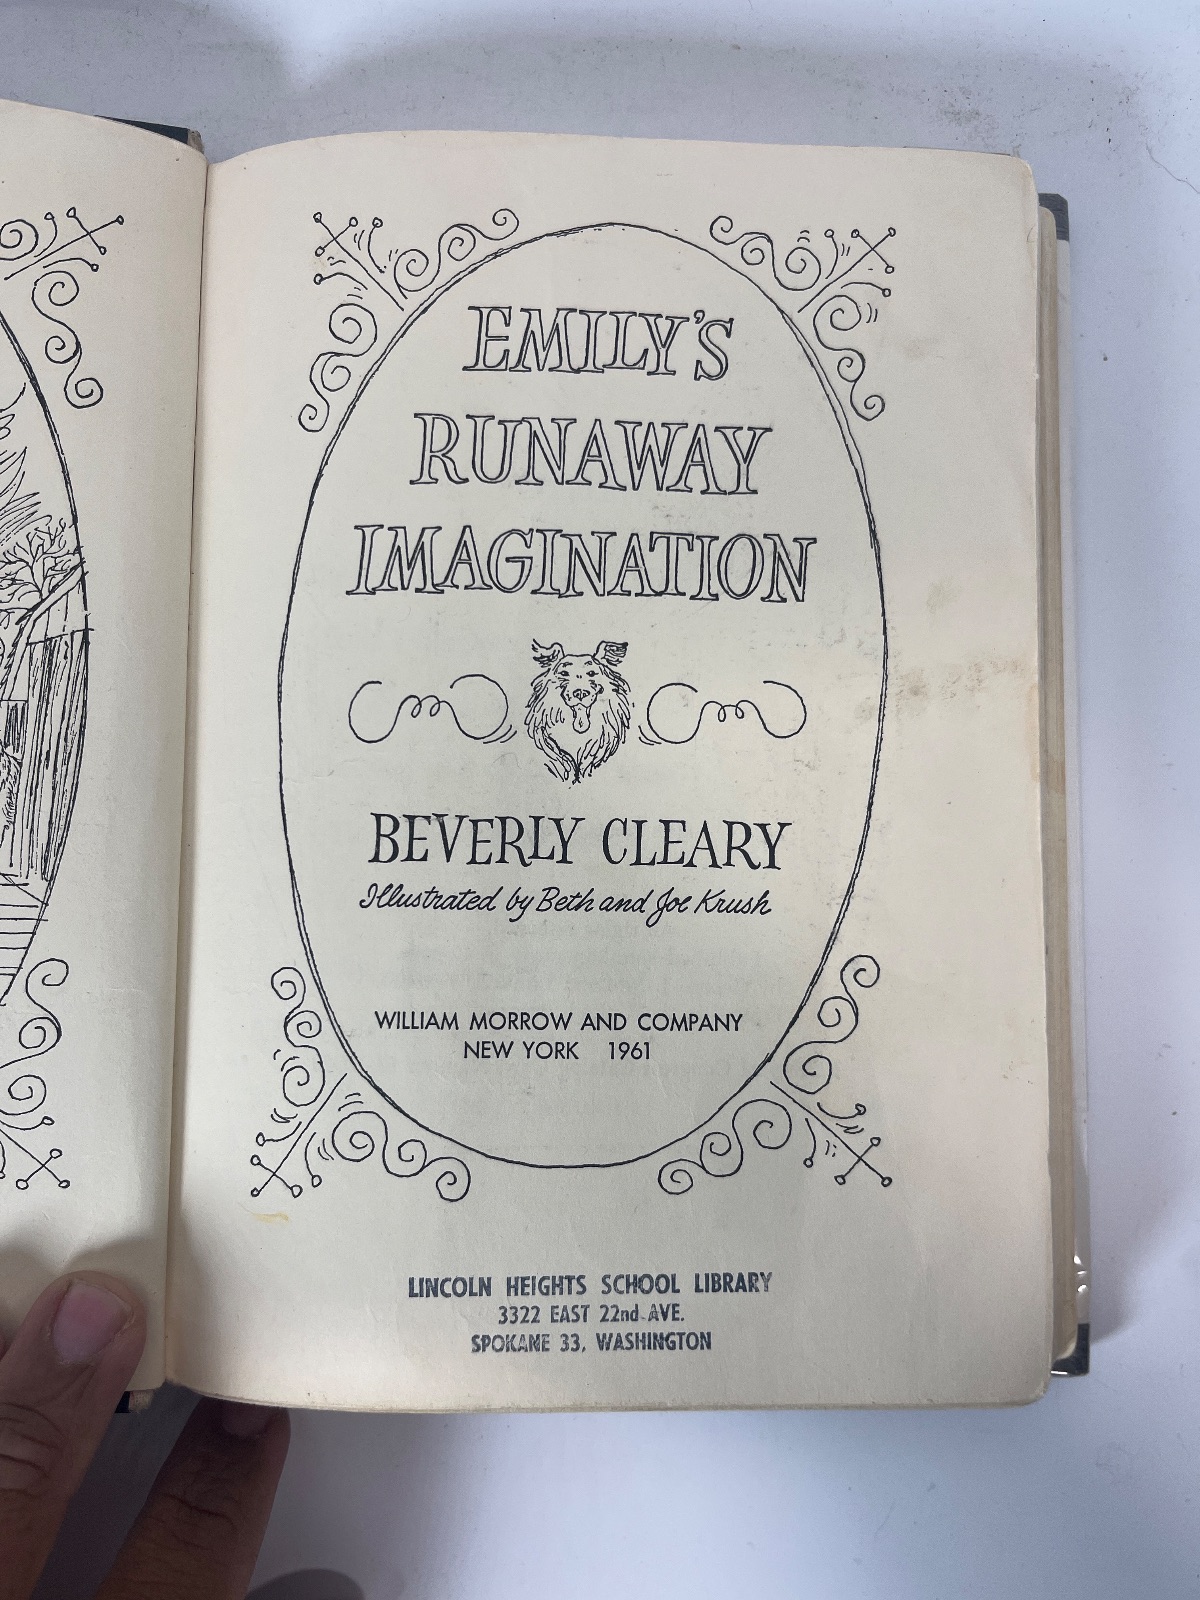 EMILY'S
RUNAWAY
IMAGINATION
BEVERLY CLEARY
Illustrated by Beth and Joe Krush
WILLIAM MORROW AND COMPANY
NEW YORK 1961
LINCOLN HEIGHTS SCHOOL LIBRARY
3322 EAST 22nd AVE.
SPOKANE 33, WASHINGTON